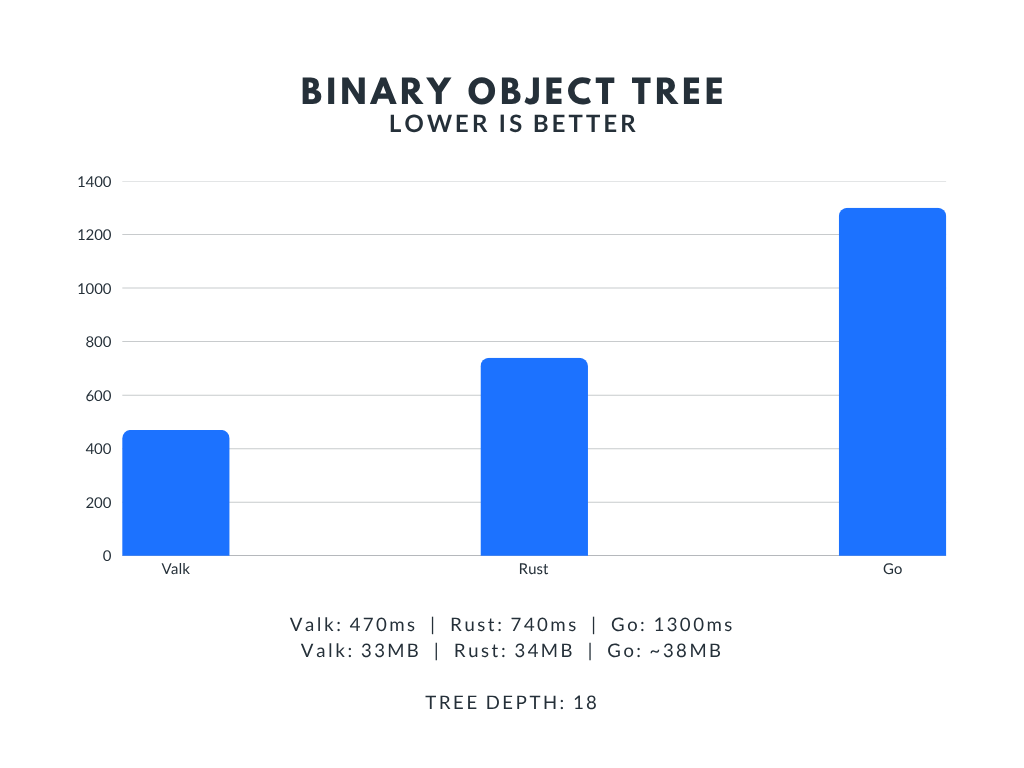 BINARY OBJECT TREE
LOWER IS BETTER
1400
1200
1000
800
600
400
200
0
Valk Rust Go
Valk: 470ms | Rust: 740ms | Go: 1300ms
Valk: 33MB | Rust: 34MB | Go: ~38MB
TREE DEPTH: 18